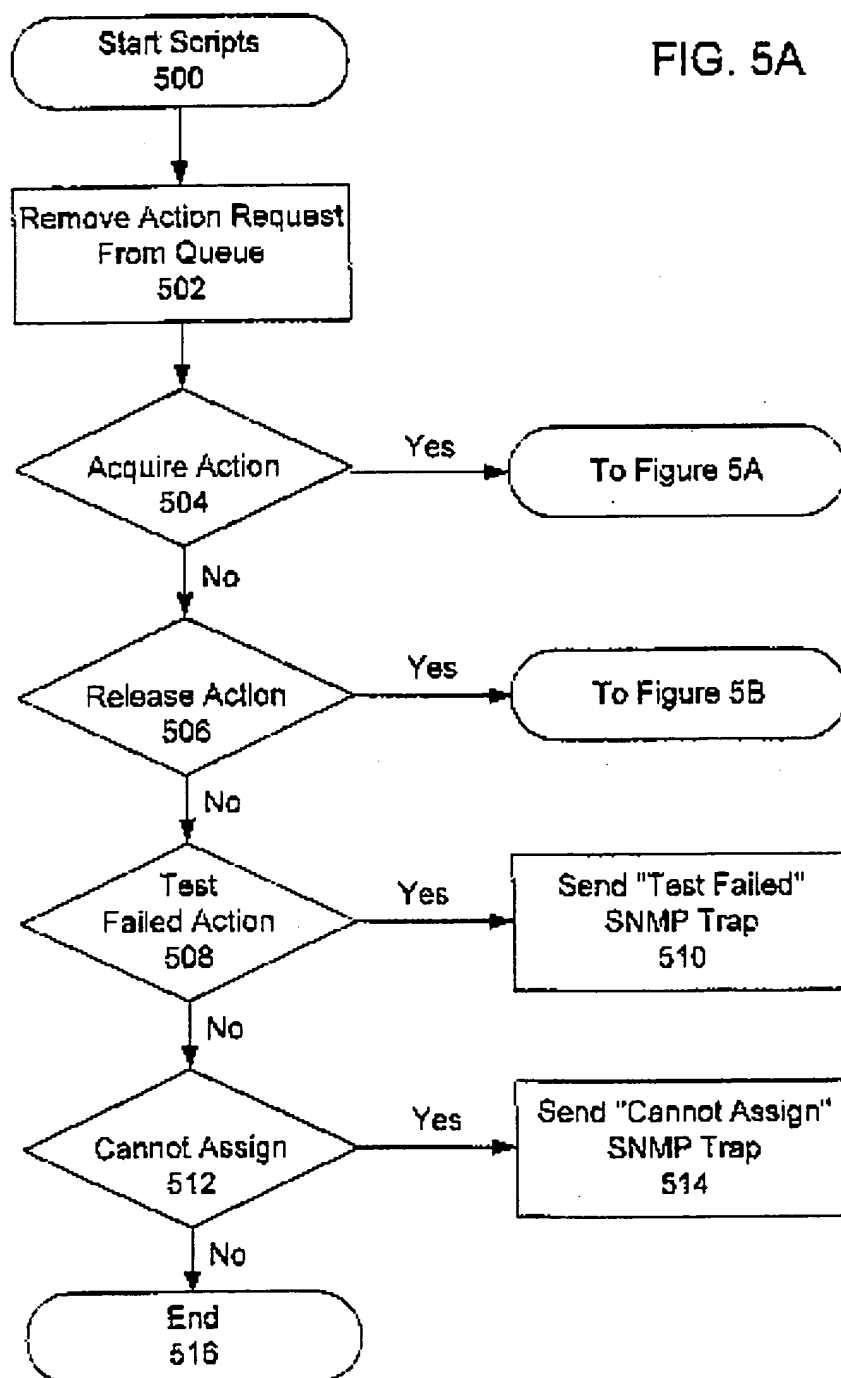 FIG. 5A
Start Scripts
500
Remove Action Request
From Queue
502
Acquire Action
504
Yes
To Figure 5A
No
Release Action
506
Yes
To Figure 5B
No
Test
Failed Action
508
Yes
Send "Test Failed"
SNMP Trap
510
No
Cannot Assign
512
Yes
Send "Cannot Assign"
SNMP Trap
514
No
End
516